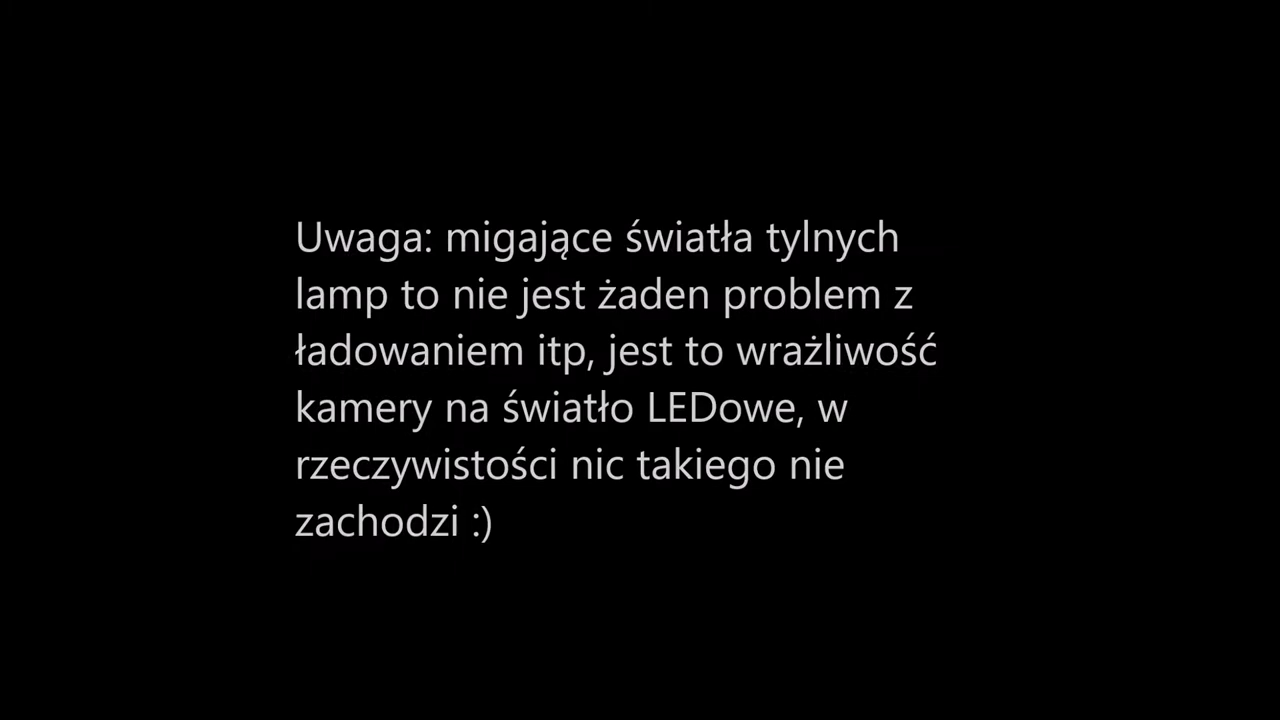 Uwaga: migające światła tylnych
lamp to nie jest żaden problem z
ładowaniem itp, jest to wrażliwość
kamery na światło LEDowe, w
rzeczywistości nic takiego nie
zachodzi :)